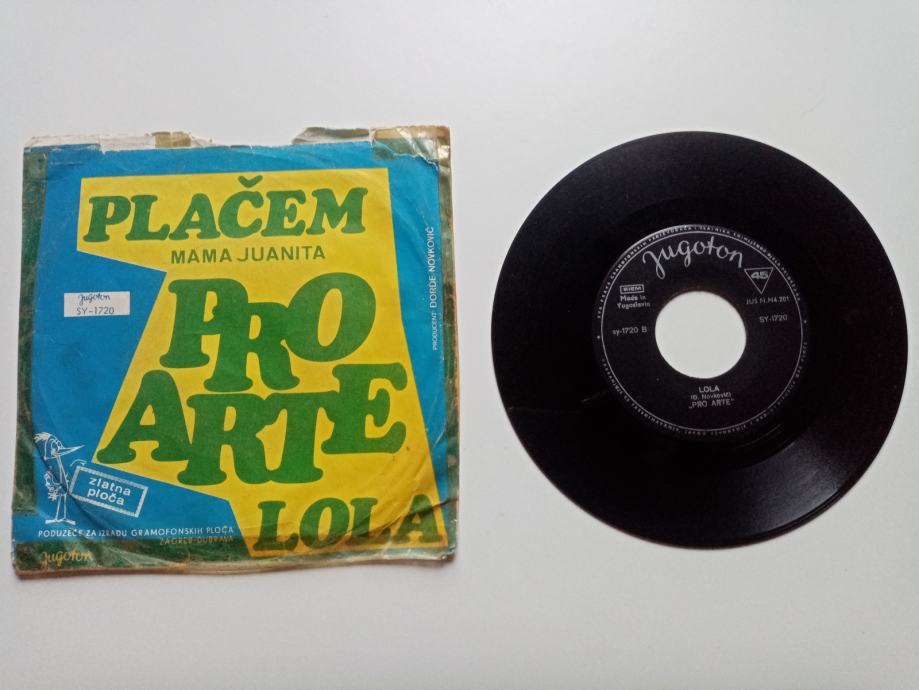 PLAČEM
MAMA JUANITA
PRO
ARTE
LOLA
Jugoton
SY-1720
PRODUCENT ĐORĐE NOVKOVIĆ
zlatna
ploča
PODUZEĆE ZA IZRADU GRAMOFONSKIH PLOČA
ZAGREB-DUBRAVA
Jugoton
Jugoton
45
BIEM
Made in
Yugoslavia
JUS N.N4.201
sy-1720 B
SY-1720
LOLA
(Đ. Novković)
„PRO ARTE"